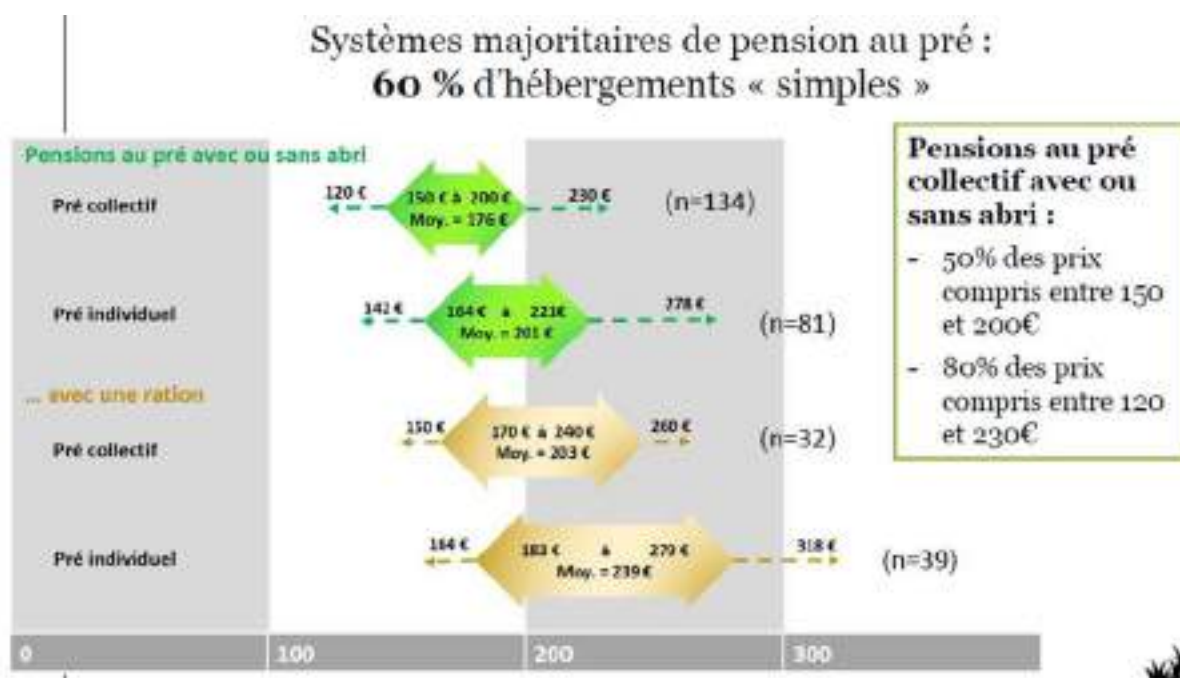 Systèmes majoritaires de pension au pré :
60 % d'hébergements « simples »
Pensions au pré avec ou sans abri
Pré collectif
120 €
150 € à 200 €
Moy. = 176 €
230 €
(n=134)
Pré individuel
142 €
164 € à 221€
Moy. = 201 €
278 €
(n=81)
... avec une ration
Pré collectif
150 €
170 € à 240 €
Moy. = 203 €
260 €
(n=32)
Pré individuel
164 €
183 € à 279 €
Moy. = 239 €
318 €
(n=39)
0 100 200 300
Pensions au pré
collectif avec ou
sans abri :
- 50% des prix
compris entre 150
et 200€
- 80% des prix
compris entre 120
et 230€